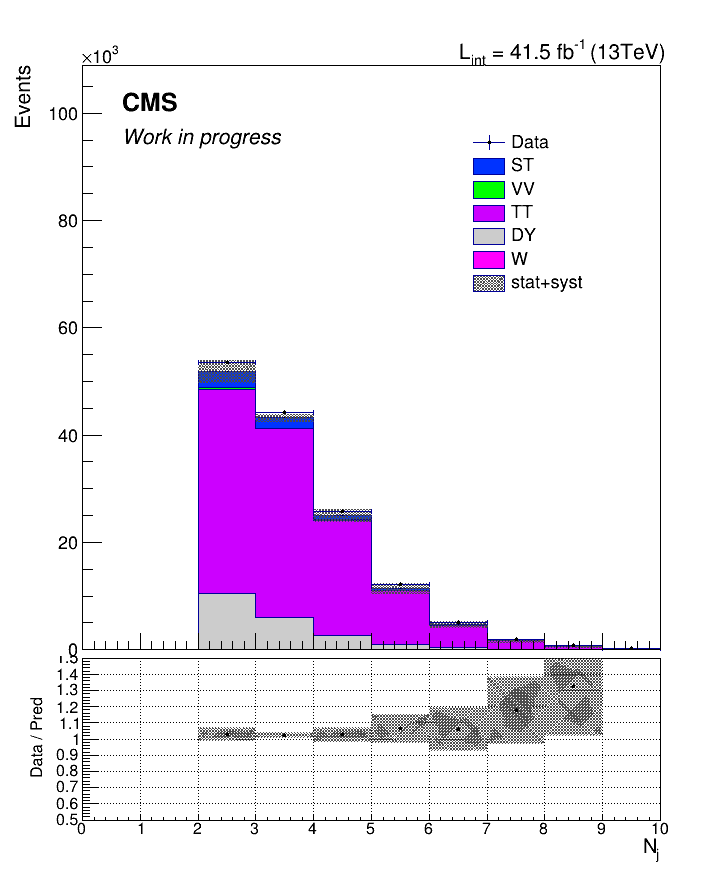 ×10³
L_int = 41.5 fb⁻¹ (13TeV)
Events
100
80
60
40
20
0
CMS
Work in progress
Data
ST
VV
TT
DY
W
stat+syst
Data / Pred
1.5
1.4
1.3
1.2
1.1
1
0.9
0.8
0.7
0.6
0.5
0 1 2 3 4 5 6 7 8 9 10
N_j